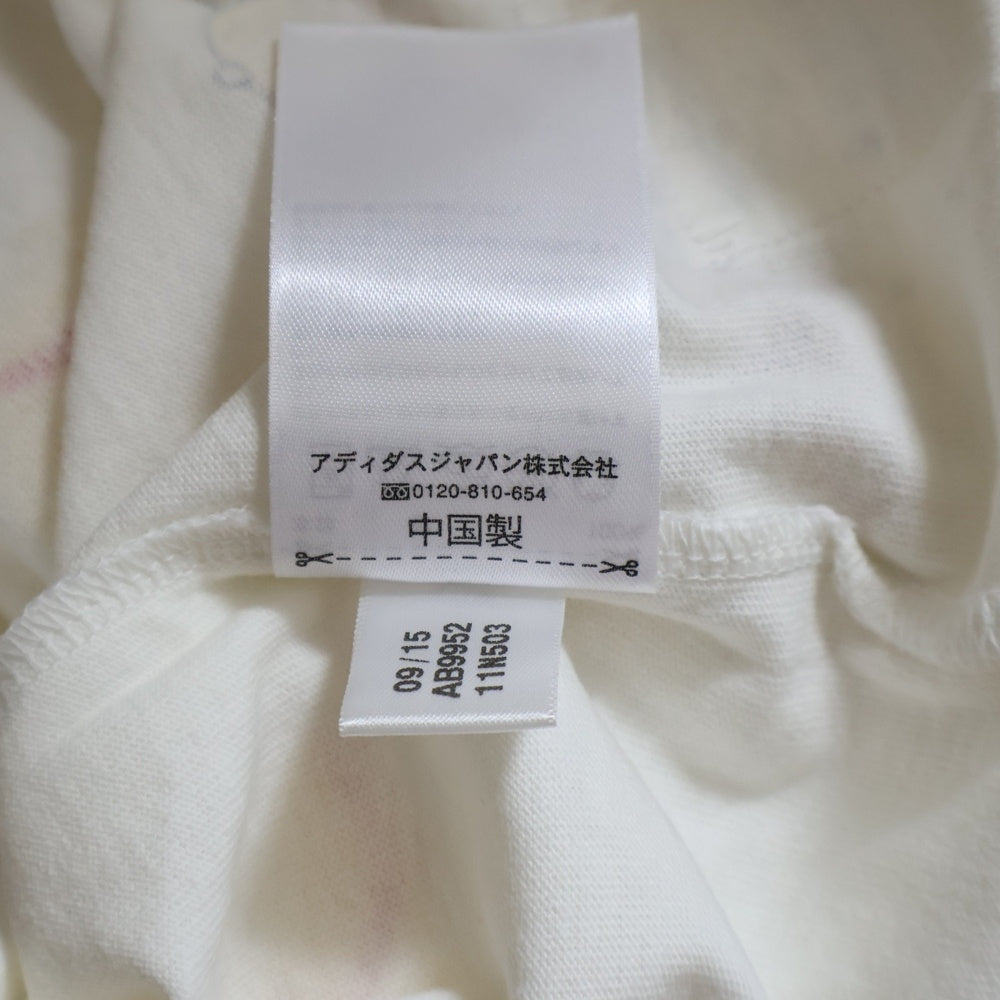 アディダスジャパン株式会社
0120-810-654
中国製
09/15
AB9952
11N503